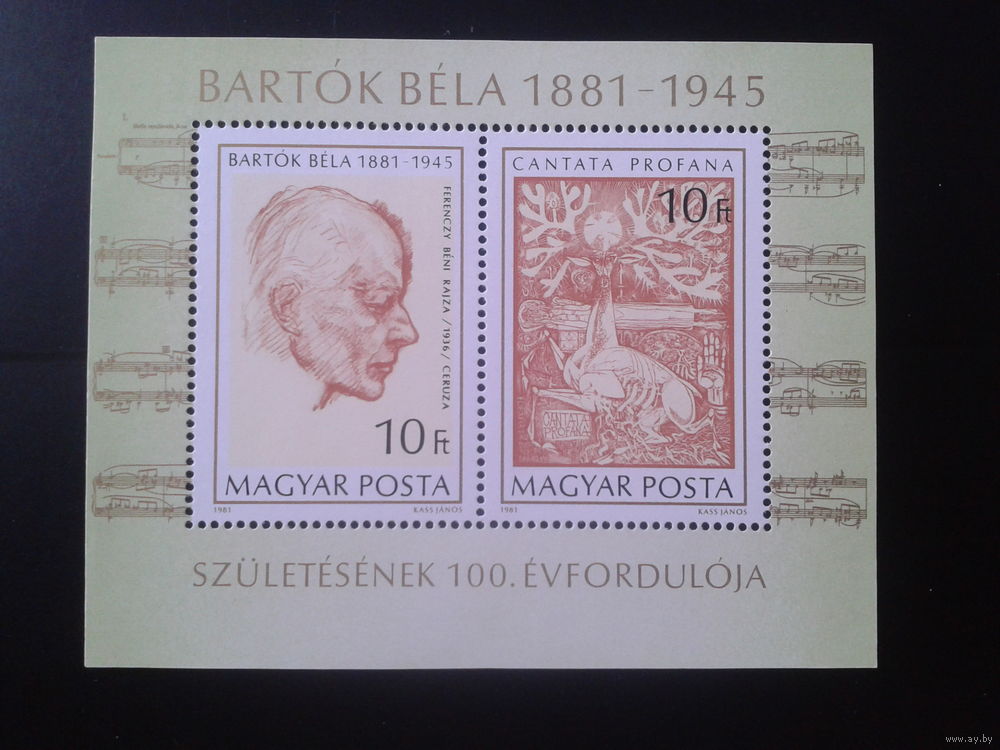 BARTÓK BÉLA 1881-1945
BARTÓK BÉLA 1881-1945
FERENCZY BÉNI RAJZA /1936/ CERUZA
10 Ft
MAGYAR POSTA
1981
KASS JÁNOS
CANTATA PROFANA
10 Ft
CANTATA
PROFANA
MAGYAR POSTA
1981
KASS JÁNOS
SZÜLETÉSÉNEK 100. ÉVFORDULÓJA
www.ay.by